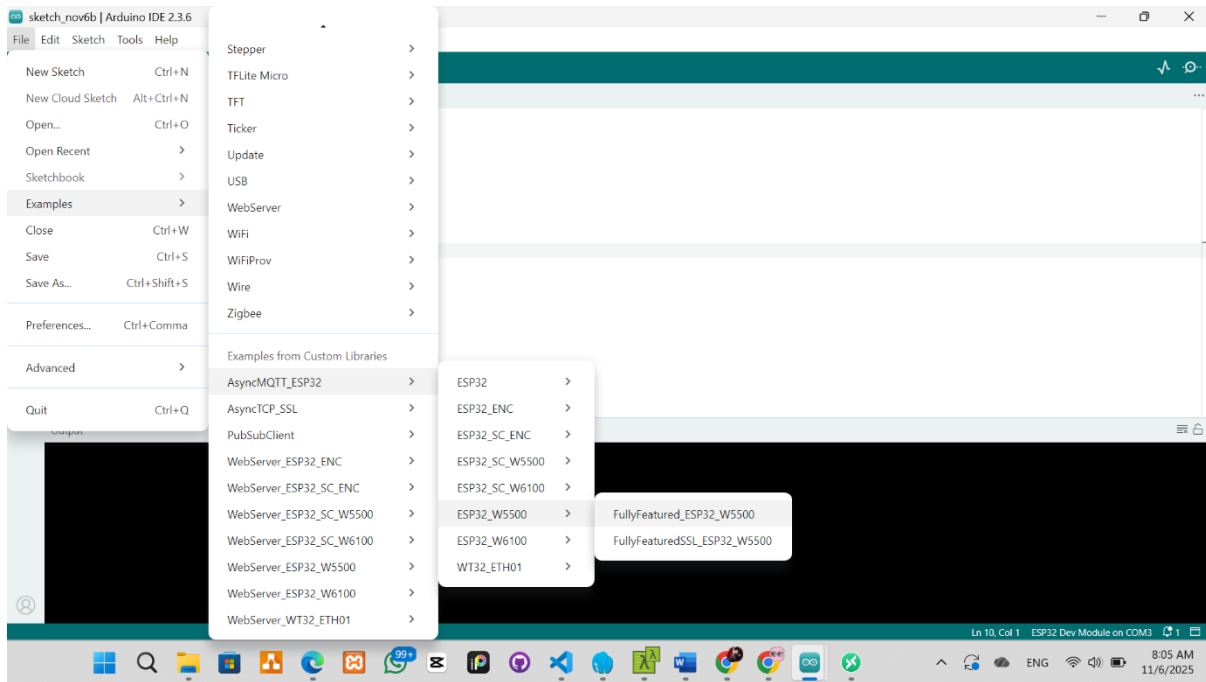 sketch_nov6b | Arduino IDE 2.3.6
File Edit Sketch Tools Help
New Sketch Ctrl+N
New Cloud Sketch Alt+Ctrl+N
Open... Ctrl+O
Open Recent
Sketchbook
Examples
Close Ctrl+W
Save Ctrl+S
Save As... Ctrl+Shift+S
Preferences... Ctrl+Comma
Advanced
Quit Ctrl+Q
Stepper
TFLite Micro
TFT
Ticker
Update
USB
WebServer
WiFi
WiFiProv
Wire
Zigbee
Examples from Custom Libraries
AsyncMQTT_ESP32
AsyncTCP_SSL
PubSubClient
WebServer_ESP32_ENC
WebServer_ESP32_SC_ENC
WebServer_ESP32_SC_W5500
WebServer_ESP32_SC_W6100
WebServer_ESP32_W5500
WebServer_ESP32_W6100
WebServer_WT32_ETH01
ESP32
ESP32_ENC
ESP32_SC_ENC
ESP32_SC_W5500
ESP32_SC_W6100
ESP32_W5500
ESP32_W6100
WT32_ETH01
FullyFeatured_ESP32_W5500
FullyFeaturedSSL_ESP32_W5500
Output
Ln 10, Col 1 ESP32 Dev Module on COM3 1
99+
ENG
8:05 AM
11/6/2025